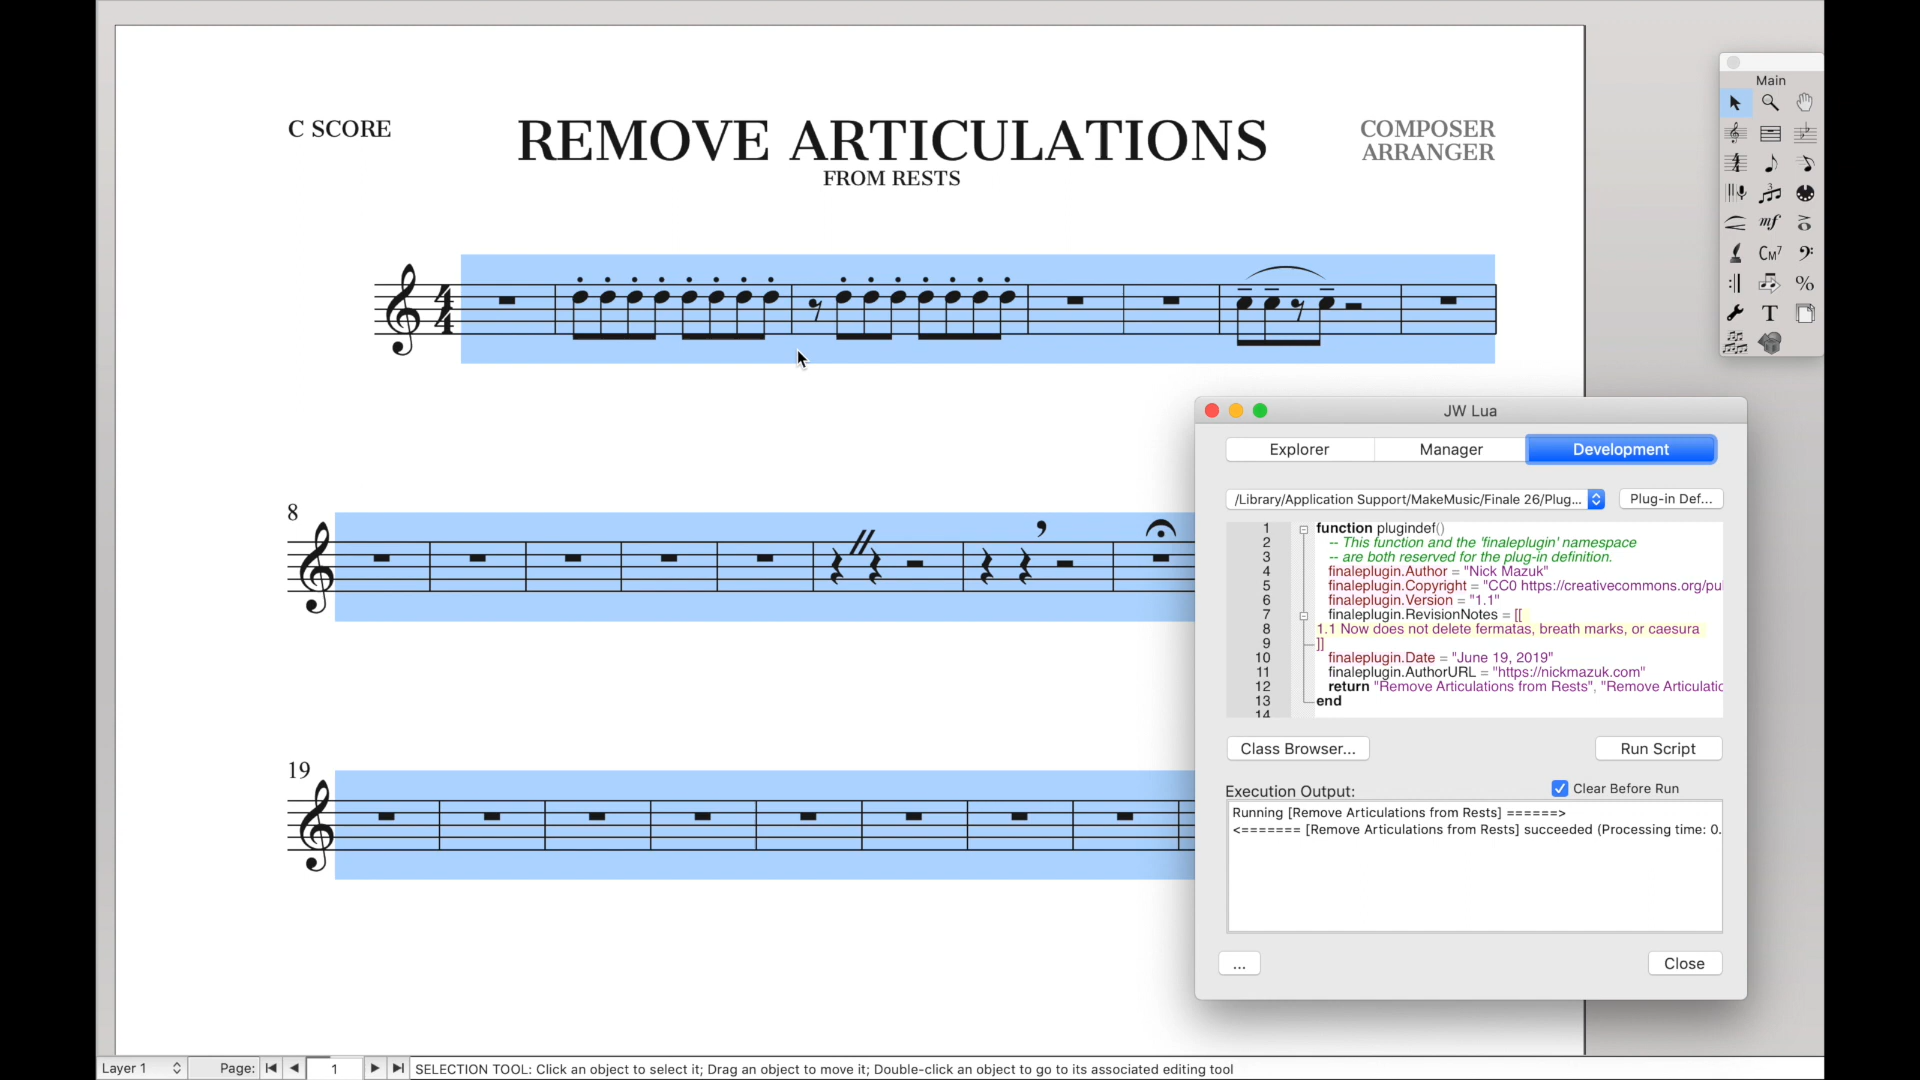 C SCORE
REMOVE ARTICULATIONS
FROM RESTS
COMPOSER
ARRANGER
Main
mf
CM7
T
%
8
19
JW Lua
Explorer
Manager
Development
/Library/Application Support/MakeMusic/Finale 26/Plug...
Plug-in Def...
1 function plugindef()
2 -- This function and the 'finaleplugin' namespace
3 -- are both reserved for the plug-in definition.
4 finaleplugin.Author = "Nick Mazuk"
5 finaleplugin.Copyright = "CC0 https://creativecommons.org/pu
6 finaleplugin.Version = "1.1"
7 finaleplugin.RevisionNotes = [[
8 1.1 Now does not delete fermatas, breath marks, or caesura
9 ]]
10 finaleplugin.Date = "June 19, 2019"
11 finaleplugin.AuthorURL = "https://nickmazuk.com"
12 return "Remove Articulations from Rests", "Remove Articulatic
13 end
14
Class Browser...
Run Script
Execution Output:
Clear Before Run
Running [Remove Articulations from Rests] ======>
<======= [Remove Articulations from Rests] succeeded (Processing time: 0.
...
Close
Layer 1
Page:
1
SELECTION TOOL: Click an object to select it; Drag an object to move it; Double-click an object to go to its associated editing tool